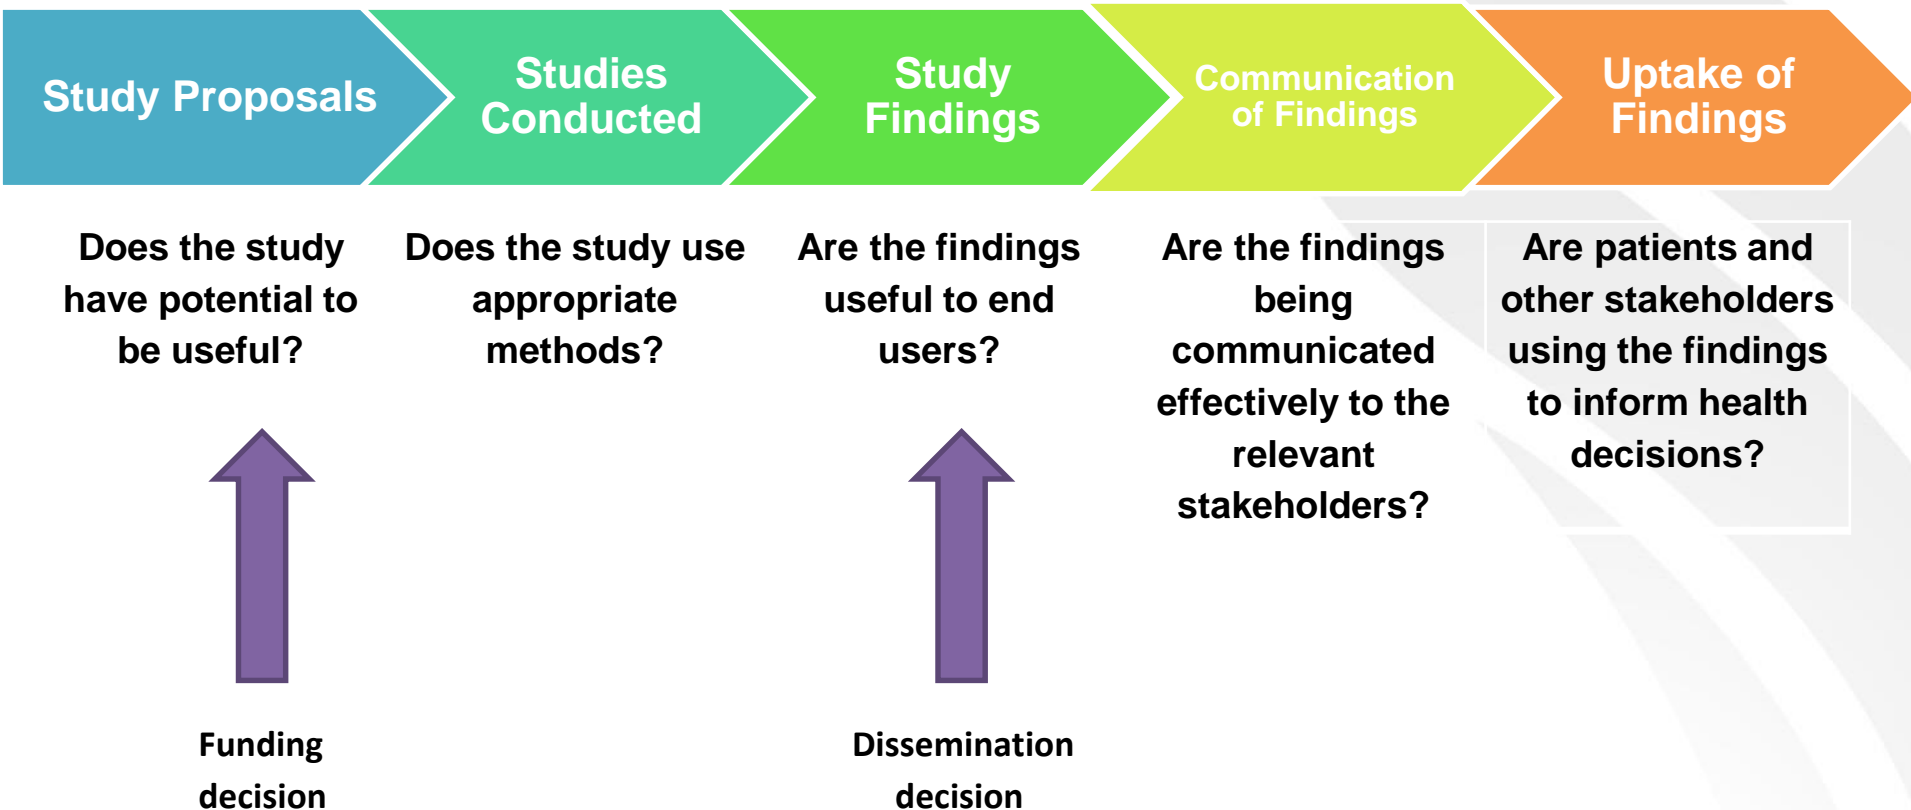 Study Proposals
Studies
Conducted
Study
Findings
Communication
of Findings
Uptake of
Findings
Does the study
have potential to
be useful?
Does the study use
appropriate
methods?
Are the findings
useful to end
users?
Are the findings
being
communicated
effectively to the
relevant
stakeholders?
Are patients and
other stakeholders
using the findings
to inform health
decisions?
Funding
decision
Dissemination
decision